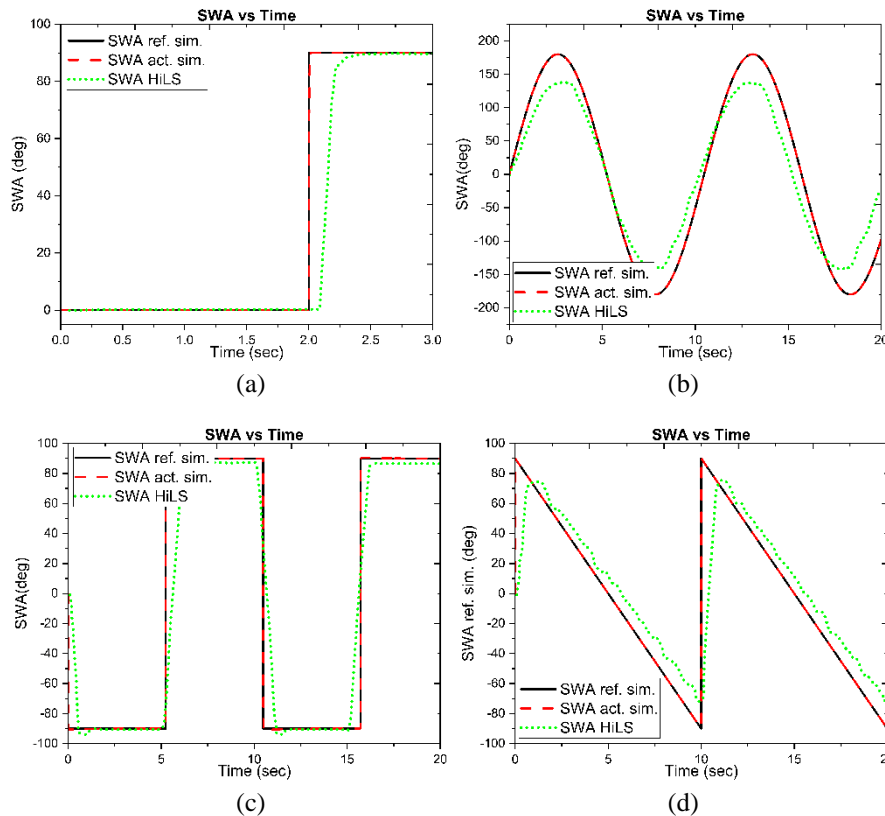 SWA vs Time
SWA ref. sim.
SWA act. sim.
SWA HiLS
SWA (deg)
80
60
40
20
0
0.0 0.5 1.0 1.5 2.0 2.5 3.0
Time (sec)
(a)
SWA vs Time
SWA(deg)
200
150
100
50
0
-50
-100
-150
-200
SWA ref. sim.
SWA act. sim.
SWA HiLS
0 5 10 15 20
Time (sec)
(b)
SWA vs Time
SWA ref. sim.
SWA act. sim.
SWA HiLS
SWA(deg)
100
80
60
40
20
0
-20
-40
-60
-80
-100
0 5 10 15 20
Time (sec)
(c)
SWA vs Time
SWA ref. sim. (deg)
100
80
60
40
20
0
-20
-40
-60
-80
-100
SWA ref. sim.
SWA act. sim.
SWA HiLS
0 5 10 15 20
Time (sec)
(d)